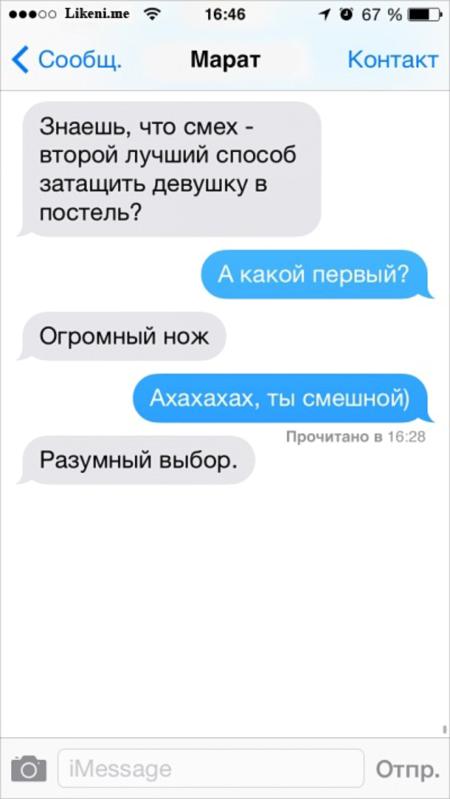 Likeni.me 16:46 67 %
Сообщ. Марат Контакт
Знаешь, что смех -
второй лучший способ
затащить девушку в
постель?
А какой первый?
Огромный нож
Ахахахах, ты смешной)
Прочитано в 16:28
Разумный выбор.
iMessage Отпр.